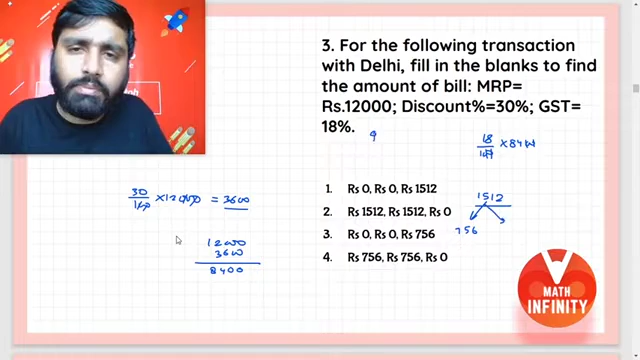 3. For the following transaction
with Delhi, fill in the blanks to find
the amount of bill: MRP=
Rs.12000; Discount%=30%; GST=
18%.
9
18/100 × 8400
1. Rs 0, Rs 0, Rs 1512
2. Rs 1512, Rs 1512, Rs 0
3. Rs 0, Rs 0, Rs 756
4. Rs 756, Rs 756, Rs 0
1512
756
30/100 × 12000 = 3600
12000
3600
8400
MATH
INFINITY